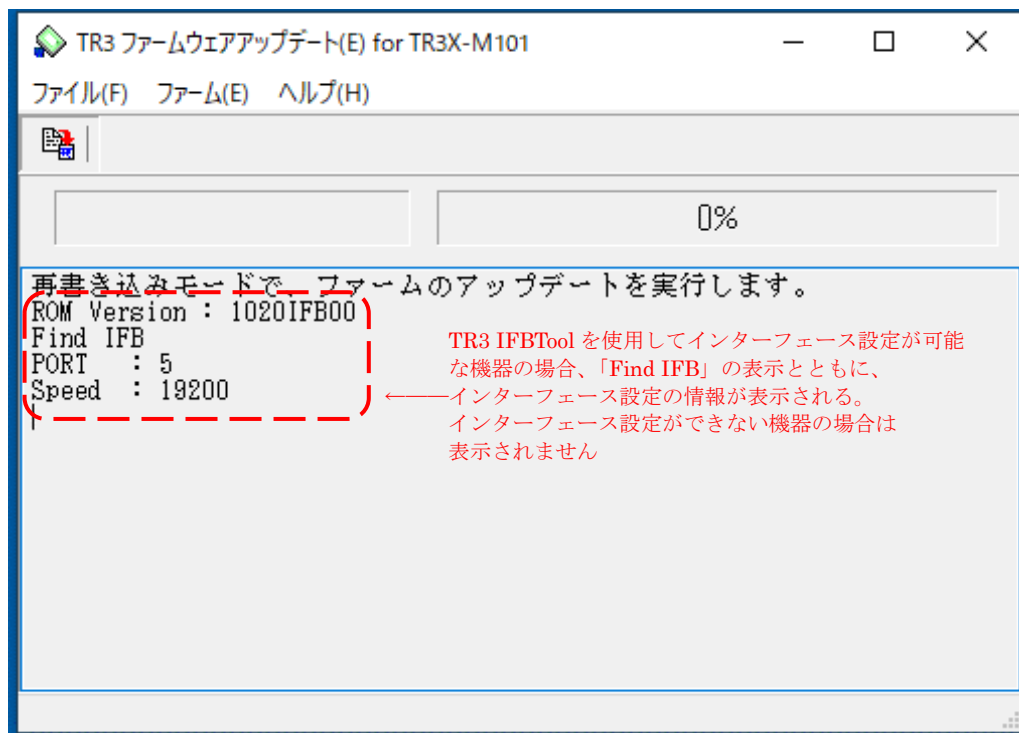 TR3 ファームウェアアップデート(E) for TR3X-M101
ファイル(F) ファーム(E) ヘルプ(H)
0%
再書き込みモードで、ファームのアップデートを実行します。
ROM Version : 1020IFB00
Find IFB
PORT : 5
Speed : 19200
TR3 IFBTool を使用してインターフェース設定が可能
な機器の場合、「Find IFB」の表示とともに、
←──インターフェース設定の情報が表示される。
インターフェース設定ができない機器の場合は
表示されません